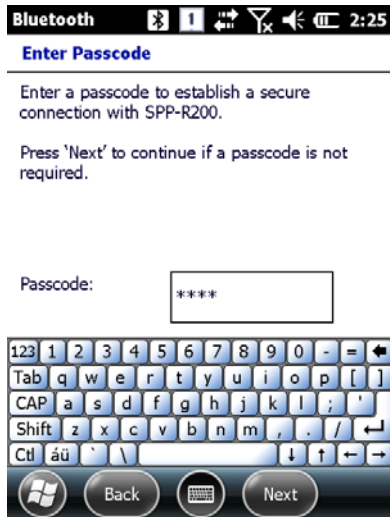 Bluetooth 1 2:25
Enter Passcode
Enter a passcode to establish a secure
connection with SPP-R200.
Press `Next' to continue if a passcode is not
required.
Passcode:
****
123 1 2 3 4 5 6 7 8 9 0 - =
Tab q w e r t y u i o p [ ]
CAP a s d f g h j k l ; '
Shift z x c v b n m , . /
Ctl áü ` \
Back Next